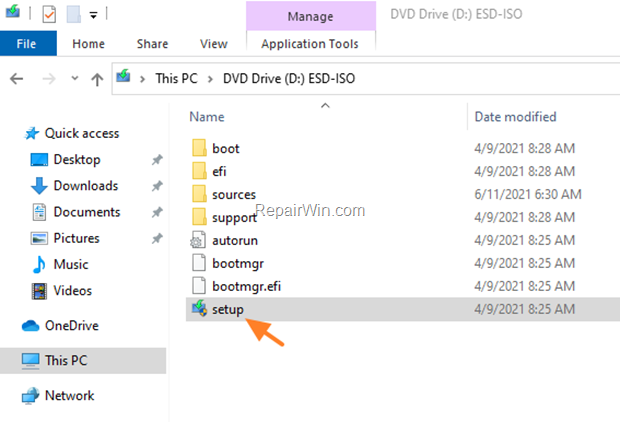 Manage
DVD Drive (D:) ESD-ISO
File Home Share View Application Tools
This PC DVD Drive (D:) ESD-ISO
Name Date modified
Quick access
Desktop
Downloads
Documents
Pictures
Music
Videos
OneDrive
This PC
Network
boot 4/9/2021 8:28 AM
efi 4/9/2021 8:28 AM
sources 6/11/2021 6:30 AM
support 4/9/2021 8:28 AM
autorun 4/9/2021 8:25 AM
bootmgr 4/9/2021 8:25 AM
bootmgr.efi 4/9/2021 8:25 AM
setup 4/9/2021 8:25 AM
RepairWin.com